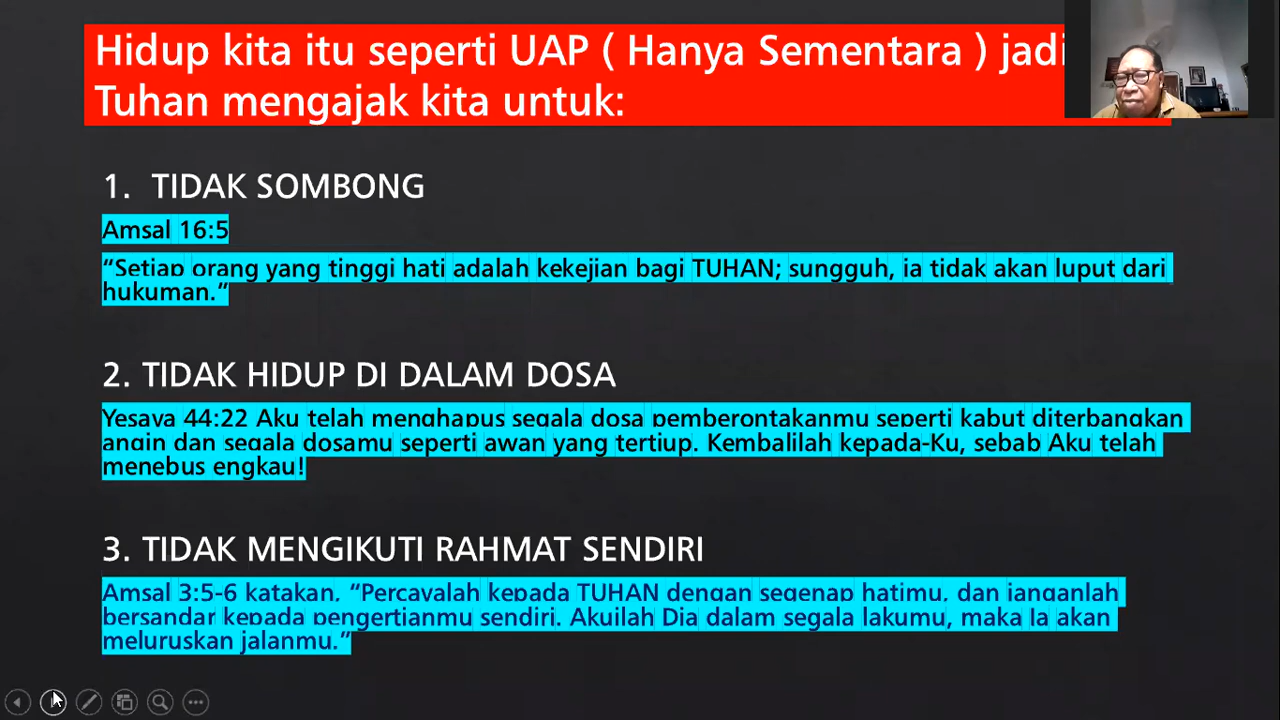 Hidup kita itu seperti UAP ( Hanya Sementara ) jadi
Tuhan mengajak kita untuk:
1. TIDAK SOMBONG
Amsal 16:5
“Setiap orang yang tinggi hati adalah kekejian bagi TUHAN; sungguh, ia tidak akan luput dari
hukuman.”
2. TIDAK HIDUP DI DALAM DOSA
Yesaya 44:22 Aku telah menghapus segala dosa pemberontakanmu seperti kabut diterbangkan
angin dan segala dosamu seperti awan yang tertiup. Kembalilah kepada-Ku, sebab Aku telah
menebus engkau!
3. TIDAK MENGIKUTI RAHMAT SENDIRI
Amsal 3:5-6 katakan, “Percayalah kepada TUHAN dengan segenap hatimu, dan janganlah
bersandar kepada pengertianmu sendiri. Akuilah Dia dalam segala lakumu, maka Ia akan
meluruskan jalanmu.”